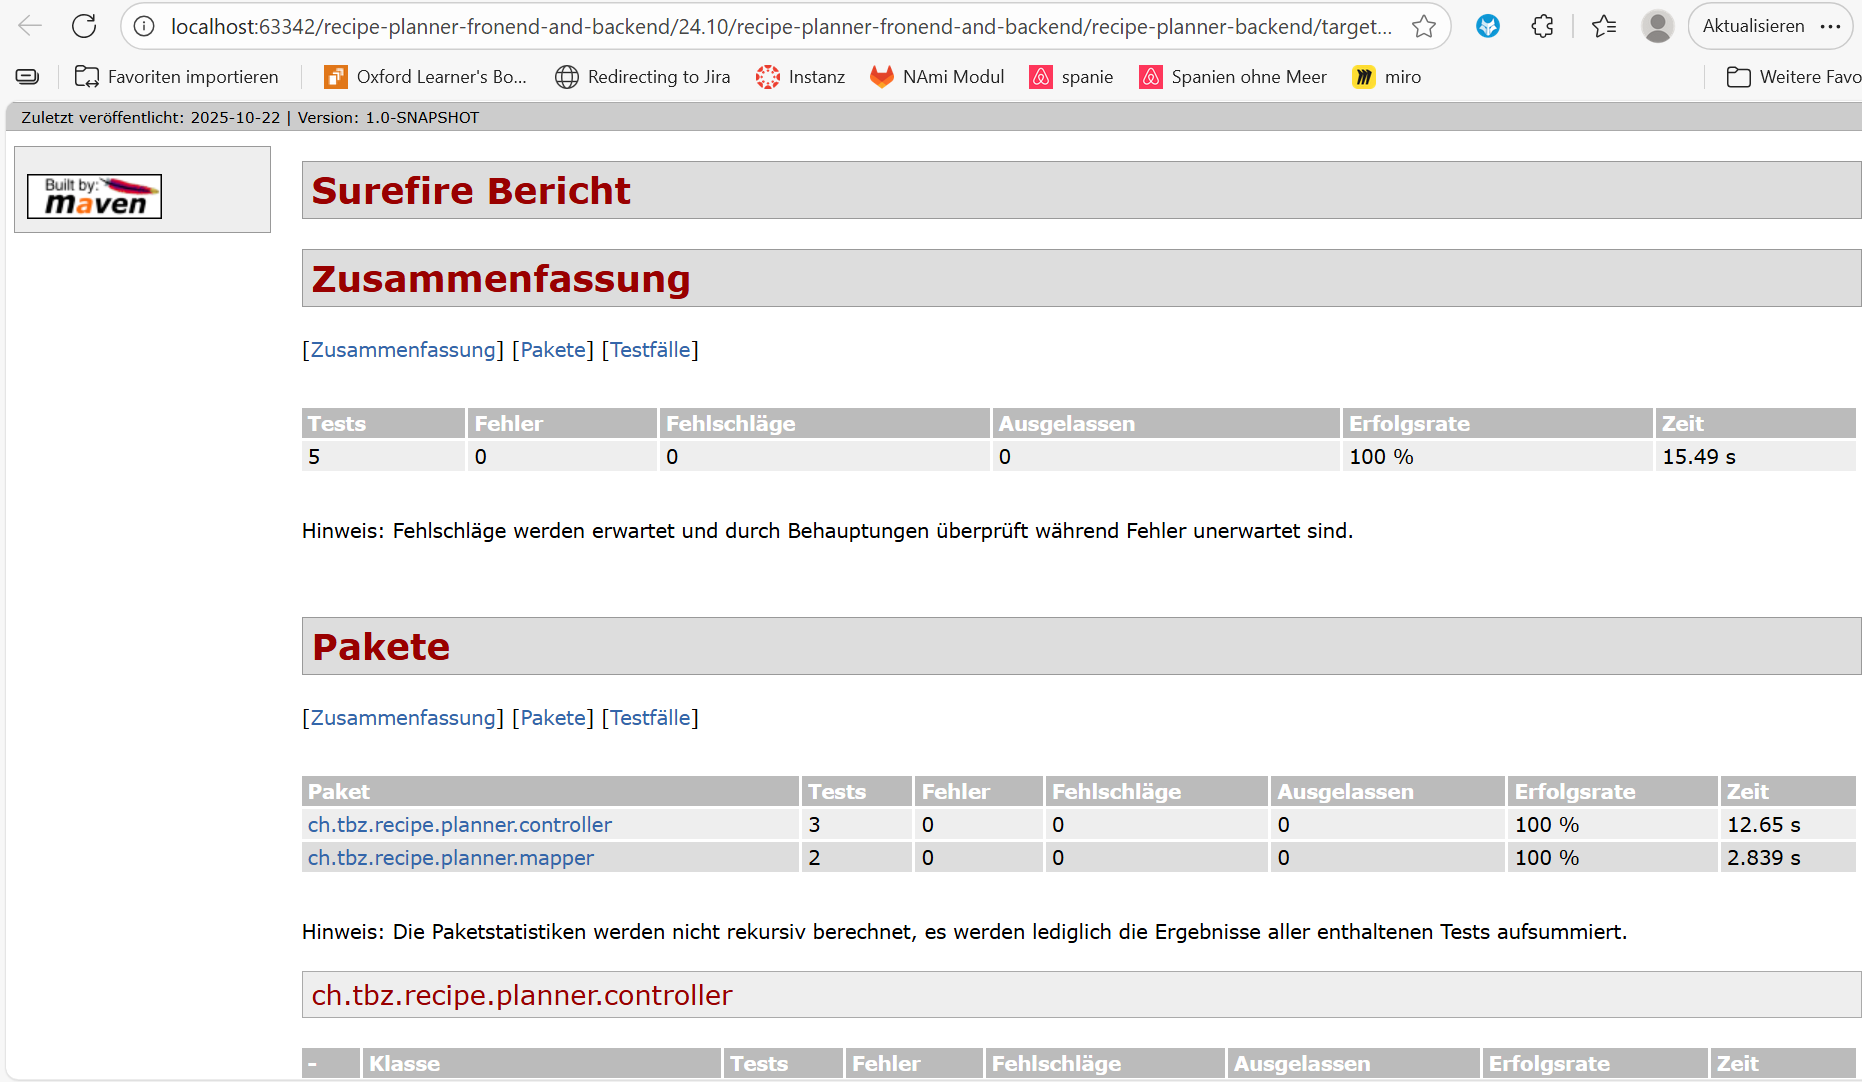 localhost:63342/recipe-planner-fronend-and-backend/24.10/recipe-planner-fronend-and-backend/recipe-planner-backend/target...
Aktualisieren
Favoriten importieren
Oxford Learner's Bo...
Redirecting to Jira
Instanz
NAmi Modul
spanie
Spanien ohne Meer
miro
Weitere Favo
Zuletzt veröffentlicht: 2025-10-22 | Version: 1.0-SNAPSHOT
Built by:
maven
Surefire Bericht
Zusammenfassung
[Zusammenfassung] [Pakete] [Testfälle]
Tests Fehler Fehlschläge Ausgelassen Erfolgsrate Zeit
5 0 0 0 100 % 15.49 s
Hinweis: Fehlschläge werden erwartet und durch Behauptungen überprüft während Fehler unerwartet sind.
Pakete
[Zusammenfassung] [Pakete] [Testfälle]
Paket Tests Fehler Fehlschläge Ausgelassen Erfolgsrate Zeit
ch.tbz.recipe.planner.controller 3 0 0 0 100 % 12.65 s
ch.tbz.recipe.planner.mapper 2 0 0 0 100 % 2.839 s
Hinweis: Die Paketstatistiken werden nicht rekursiv berechnet, es werden lediglich die Ergebnisse aller enthaltenen Tests aufsummiert.
ch.tbz.recipe.planner.controller
- Klasse Tests Fehler Fehlschläge Ausgelassen Erfolgsrate Zeit